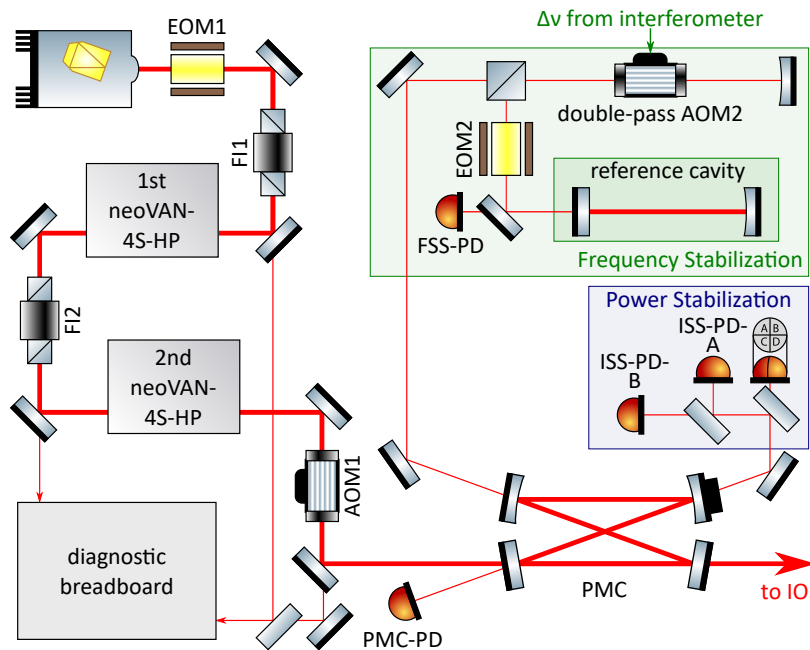 EOM1
Δν from interferometer
double-pass AOM2
EOM2
FI1
reference cavity
1st
neoVAN-
4S-HP
FSS-PD
Frequency Stabilization
FI2
Power Stabilization
ISS-PD-
A
A B
C D
ISS-PD-
B
2nd
neoVAN-
4S-HP
AOM1
diagnostic
breadboard
PMC
to IO
PMC-PD